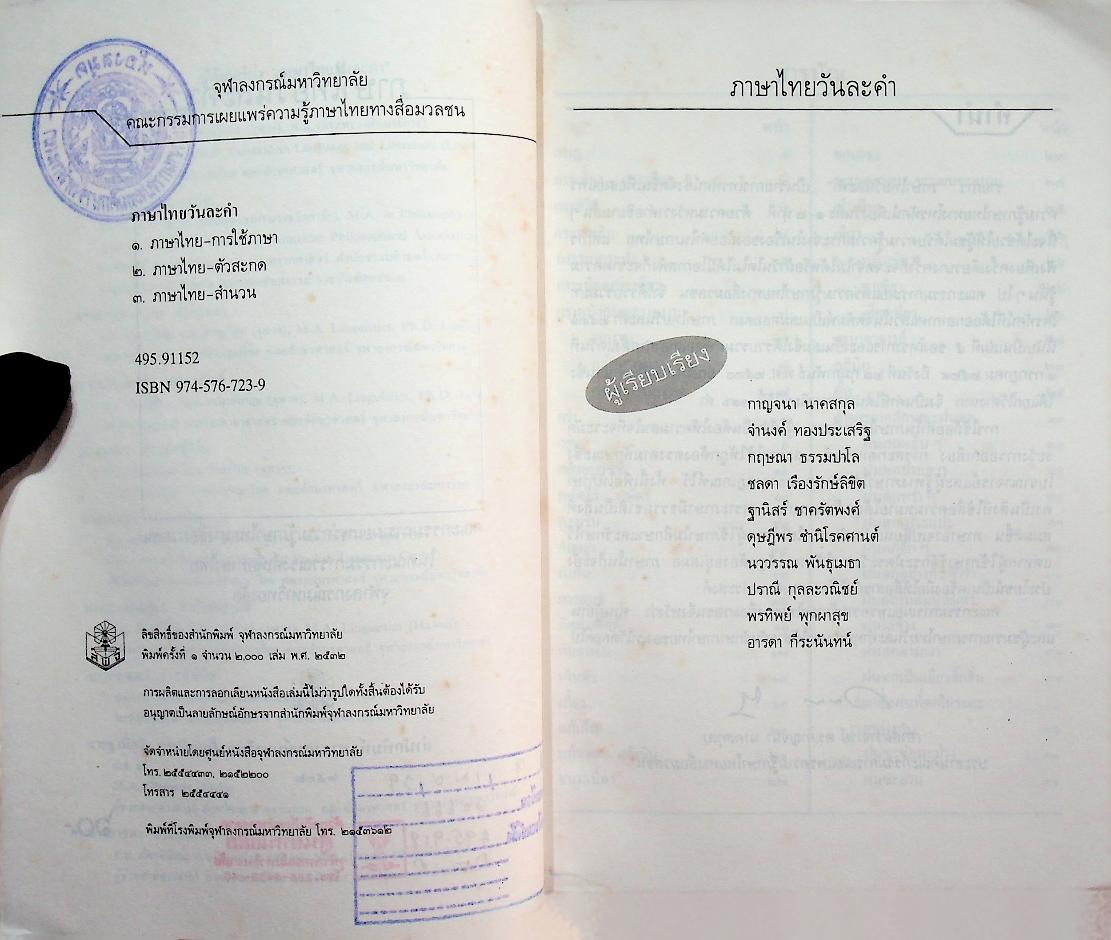 จุฬาลงกรณ์มหาวิทยาลัย
คณะกรรมการเผยแพร่ความรู้ภาษาไทยทางสื่อมวลชน
ภาษาไทยวันละคำ
๑. ภาษาไทย-การใช้ภาษา
๒. ภาษาไทย-ตัวสะกด
๓. ภาษาไทย-สำนวน
495.91152
ISBN 974-576-723-9
ลิขสิทธิ์ของสำนักพิมพ์ จุฬาลงกรณ์มหาวิทยาลัย
พิมพ์ครั้งที่ ๑ จำนวน ๒,๐๐๐ เล่ม พ.ศ. ๒๕๓๒
การผลิตและการลอกเลียนหนังสือเล่มนี้ไม่ว่ารูปใดทั้งสิ้นต้องได้รับ
อนุญาตเป็นลายลักษณ์อักษรจากสำนักพิมพ์จุฬาลงกรณ์มหาวิทยาลัย
จัดจำหน่ายโดยศูนย์หนังสือจุฬาลงกรณ์มหาวิทยาลัย
โทร. ๒๕๕๔๔๓๓, ๒๑๕๒๒๐๐
โทรสาร ๒๕๕๔๔๔๑
พิมพ์ที่โรงพิมพ์จุฬาลงกรณ์มหาวิทยาลัย โทร. ๒๑๕๓๖๑๒
ภาษาไทยวันละคำ
ผู้เรียบเรียง
กาญจนา นาคสกุล
จำนงค์ ทองประเสริฐ
กฤษณา ธรรมปาโล
ชลดา เรืองรักษ์ลิขิต
ฐานิสร์ ชาครัตพงศ์
ดุษฎีพร ชำนิโรคศานต์
นววรรณ พันธุเมธา
ปราณี กุลละวณิชย์
พรทิพย์ พุกผาสุข
อารดา กีระนันทน์